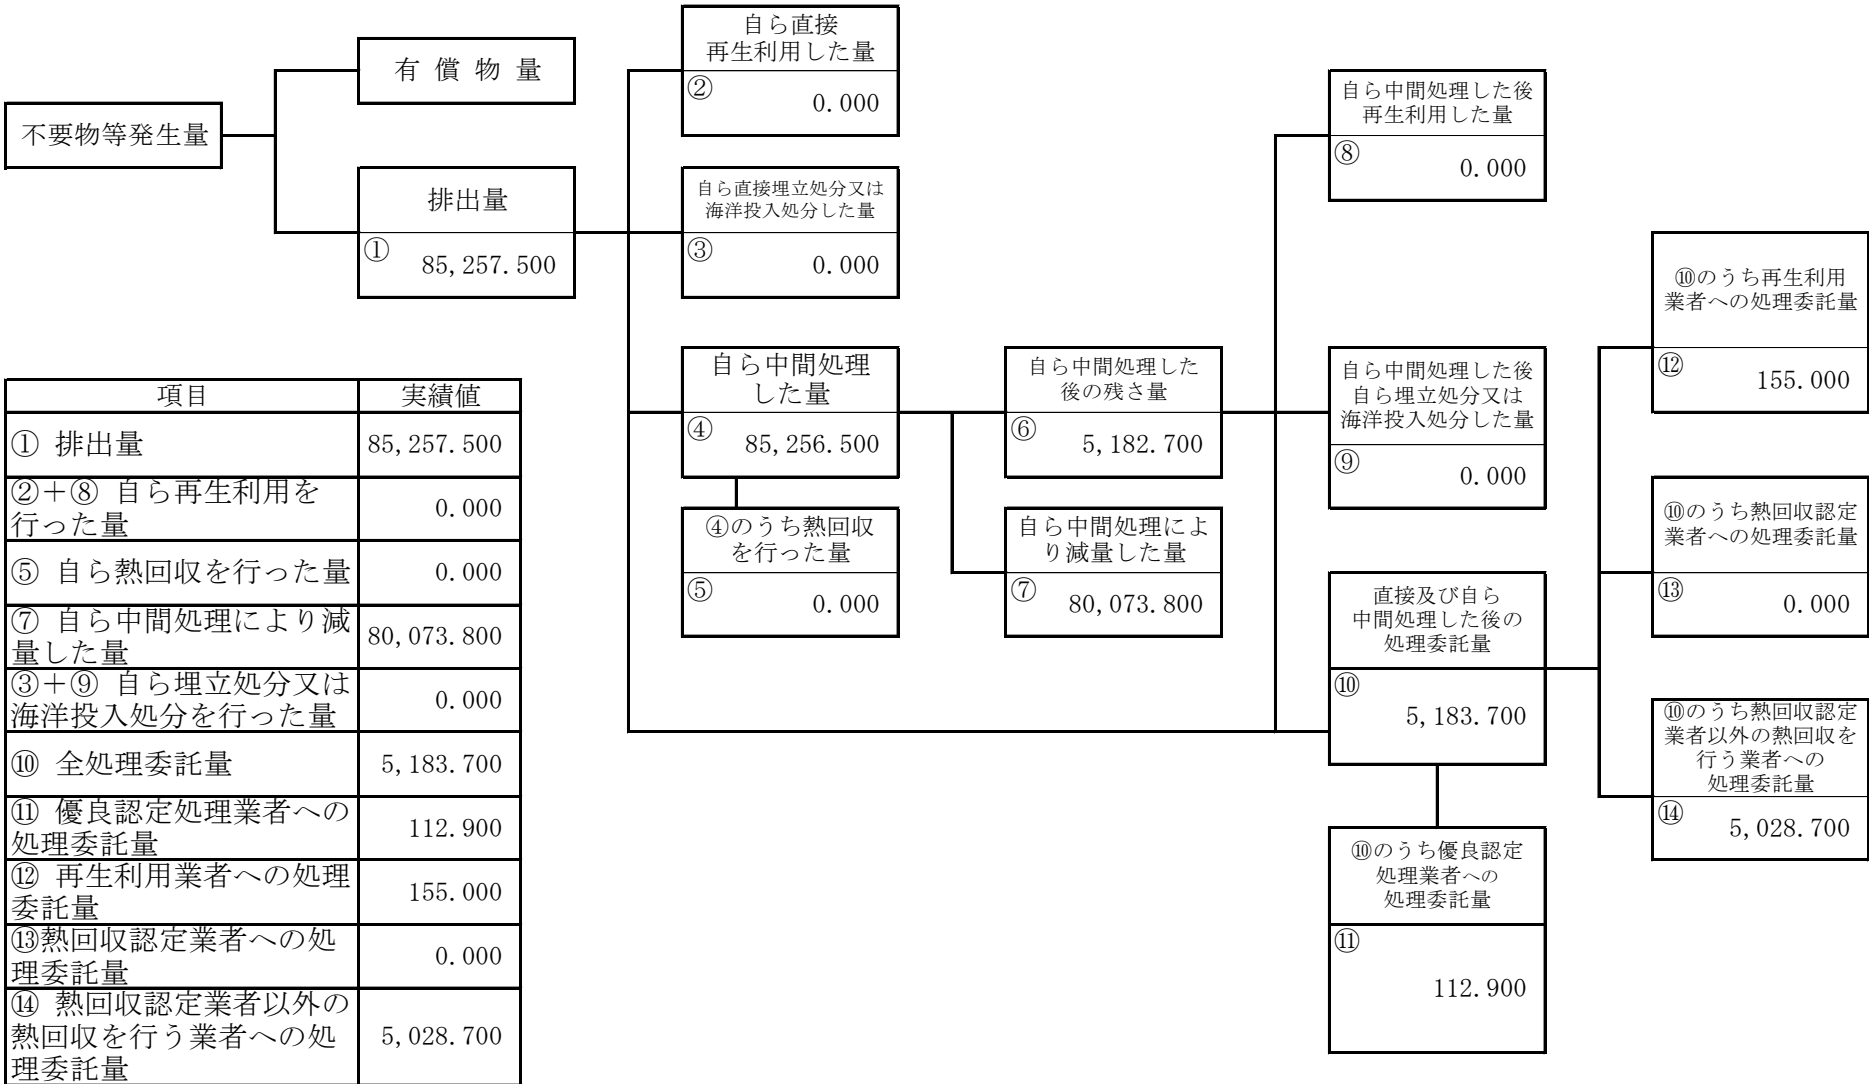 不要物等発生量
有 償 物 量
排出量
①
85,257.500
自ら直接
再生利用した量
②
0.000
自ら直接埋立処分又は
海洋投入処分した量
③
0.000
自ら中間処理
した量
④
85,256.500
④のうち熱回収
を行った量
⑤
0.000
自ら中間処理した
後の残さ量
⑥
5,182.700
自ら中間処理によ
り減量した量
⑦
80,073.800
自ら中間処理した後
再生利用した量
⑧
0.000
自ら中間処理した後
自ら埋立処分又は
海洋投入処分した量
⑨
0.000
直接及び自ら
中間処理した後の
処理委託量
⑩
5,183.700
⑩のうち優良認定
処理業者への
処理委託量
⑪
112.900
⑩のうち再生利用
業者への処理委託量
⑫
155.000
⑩のうち熱回収認定
業者への処理委託量
⑬
0.000
⑩のうち熱回収認定
業者以外の熱回収を
行う業者への
処理委託量
⑭
5,028.700
項目 実績値
① 排出量 85,257.500
②＋⑧ 自ら再生利用を
行った量 0.000
⑤ 自ら熱回収を行った量 0.000
⑦ 自ら中間処理により減
量した量 80,073.800
③＋⑨ 自ら埋立処分又は
海洋投入処分を行った量 0.000
⑩ 全処理委託量 5,183.700
⑪ 優良認定処理業者への
処理委託量 112.900
⑫ 再生利用業者への処理
委託量 155.000
⑬熱回収認定業者への処
理委託量 0.000
⑭ 熱回収認定業者以外の
熱回収を行う業者への処
理委託量 5,028.700